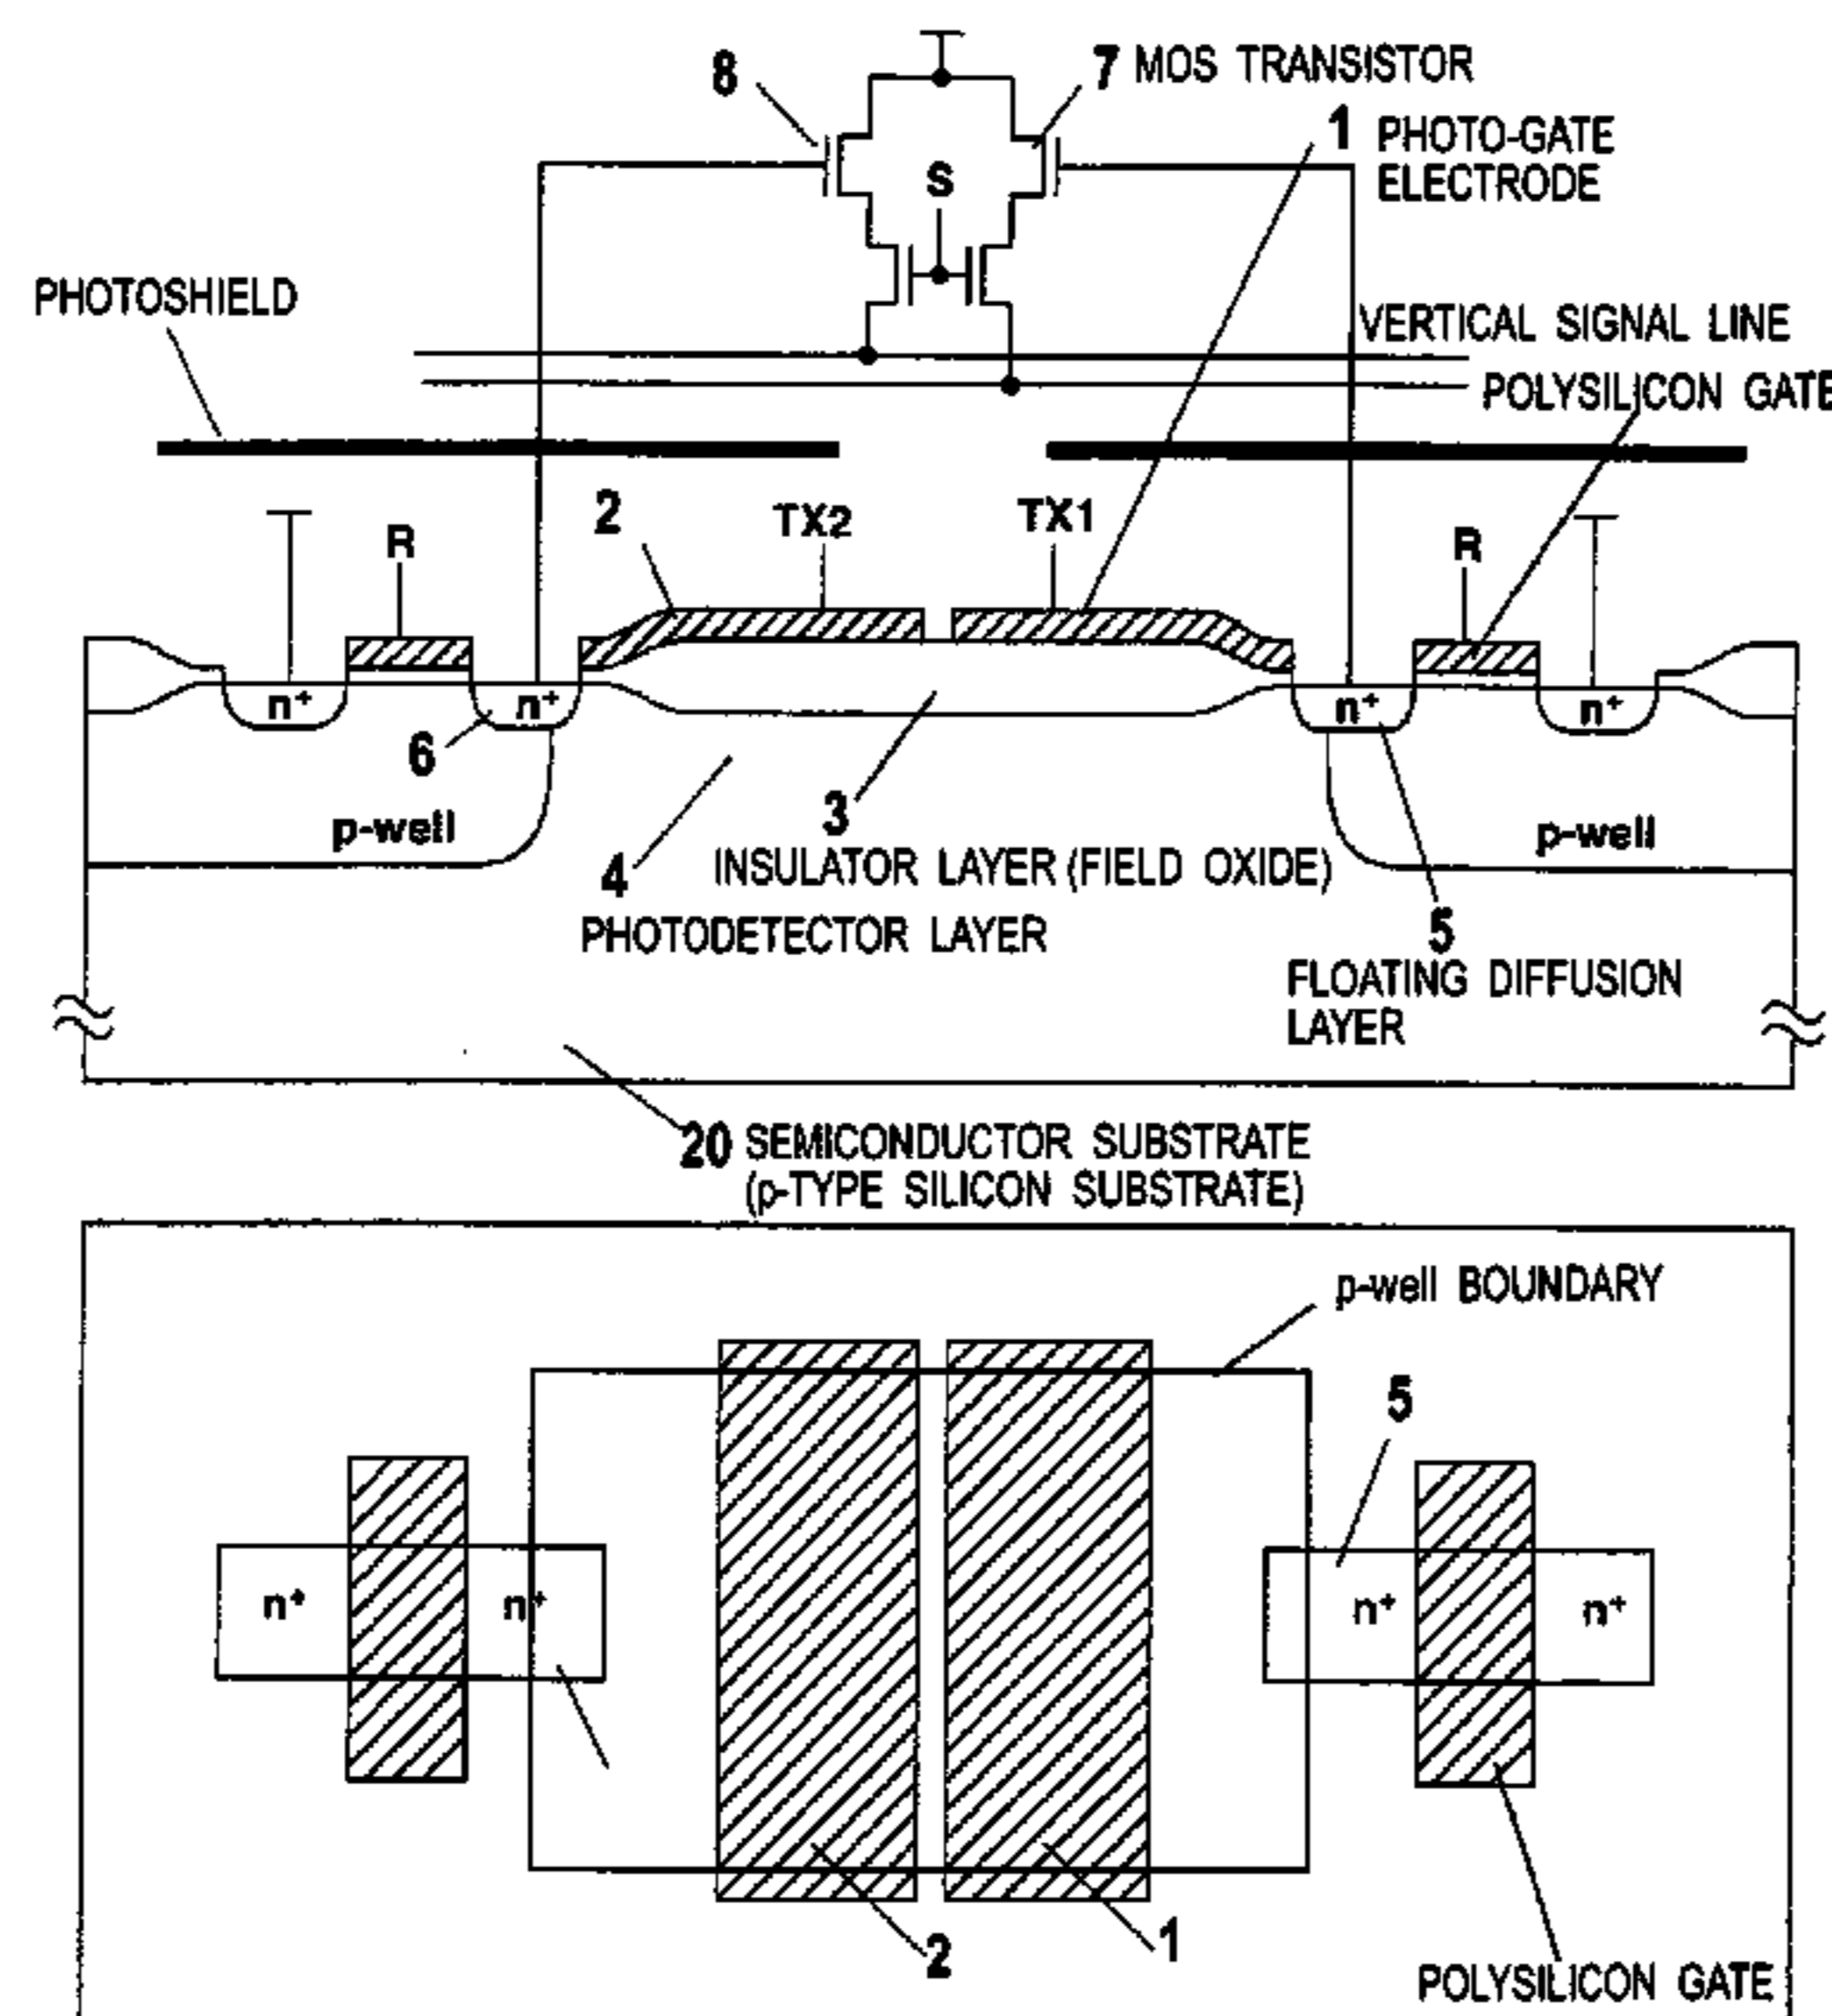 8
7 MOS TRANSISTOR
1 PHOTO-GATE
ELECTRODE
S
PHOTOSHIELD
VERTICAL SIGNAL LINE
POLYSILICON GATE
2
TX2
TX1
R
R
n+
n+
n+
n+
6
p-well
3
p-well
4
INSULATOR LAYER (FIELD OXIDE)
PHOTODETECTOR LAYER
5
FLOATING DIFFUSION
LAYER
20 SEMICONDUCTOR SUBSTRATE
(p-TYPE SILICON SUBSTRATE)
p-well BOUNDARY
5
n+
n+
n+
n+
2
1
POLYSILICON GATE